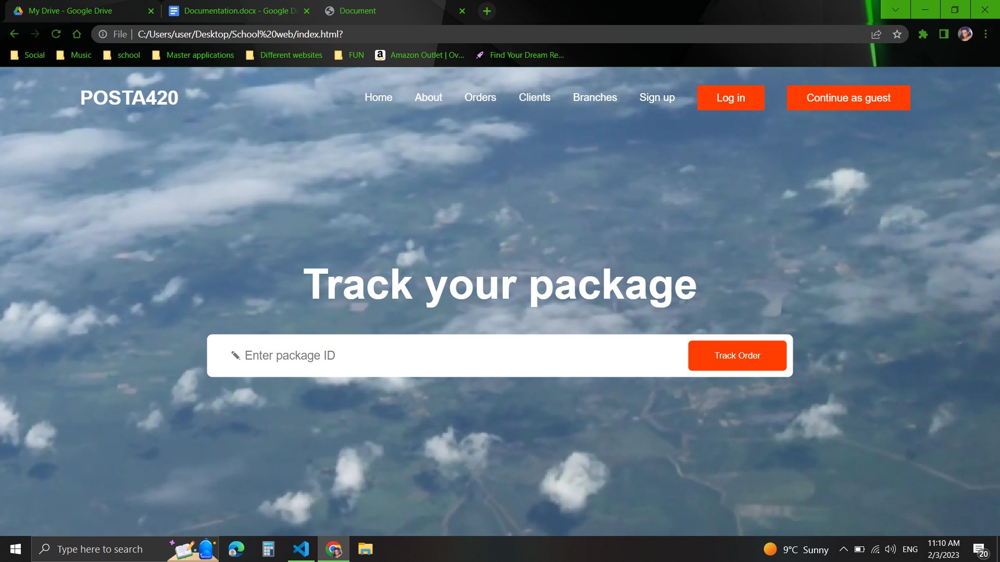 My Drive - Google Drive
Documentation.docx - Google D
Document
File
C:/Users/user/Desktop/School%20web/index.html?
Social
Music
school
Master applications
Different websites
FUN
a
Amazon Outlet | Ov...
Find Your Dream Re...
POSTA420
Home
About
Orders
Clients
Branches
Sign up
Log in
Continue as guest
Track your package
Enter package ID
Track Order
Type here to search
9°C Sunny
ENG
11:10 AM
2/3/2023
20